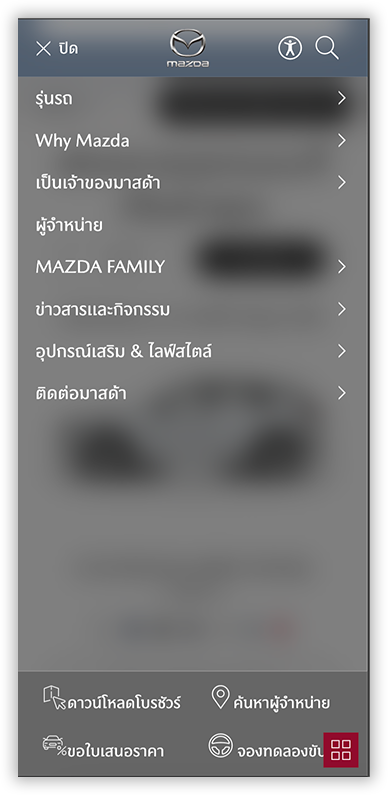 ปิด
mazda
รุ่นรถ
Why Mazda
เป็นเจ้าของมาสด้า
ผู้จำหน่าย
MAZDA FAMILY
ข่าวสารและกิจกรรม
อุปกรณ์เสริม & ไลฟ์สไตล์
ติดต่อมาสด้า
ดาวน์โหลดโบรชัวร์ ค้นหาผู้จำหน่าย
ขอใบเสนอราคา จองทดลองขับ